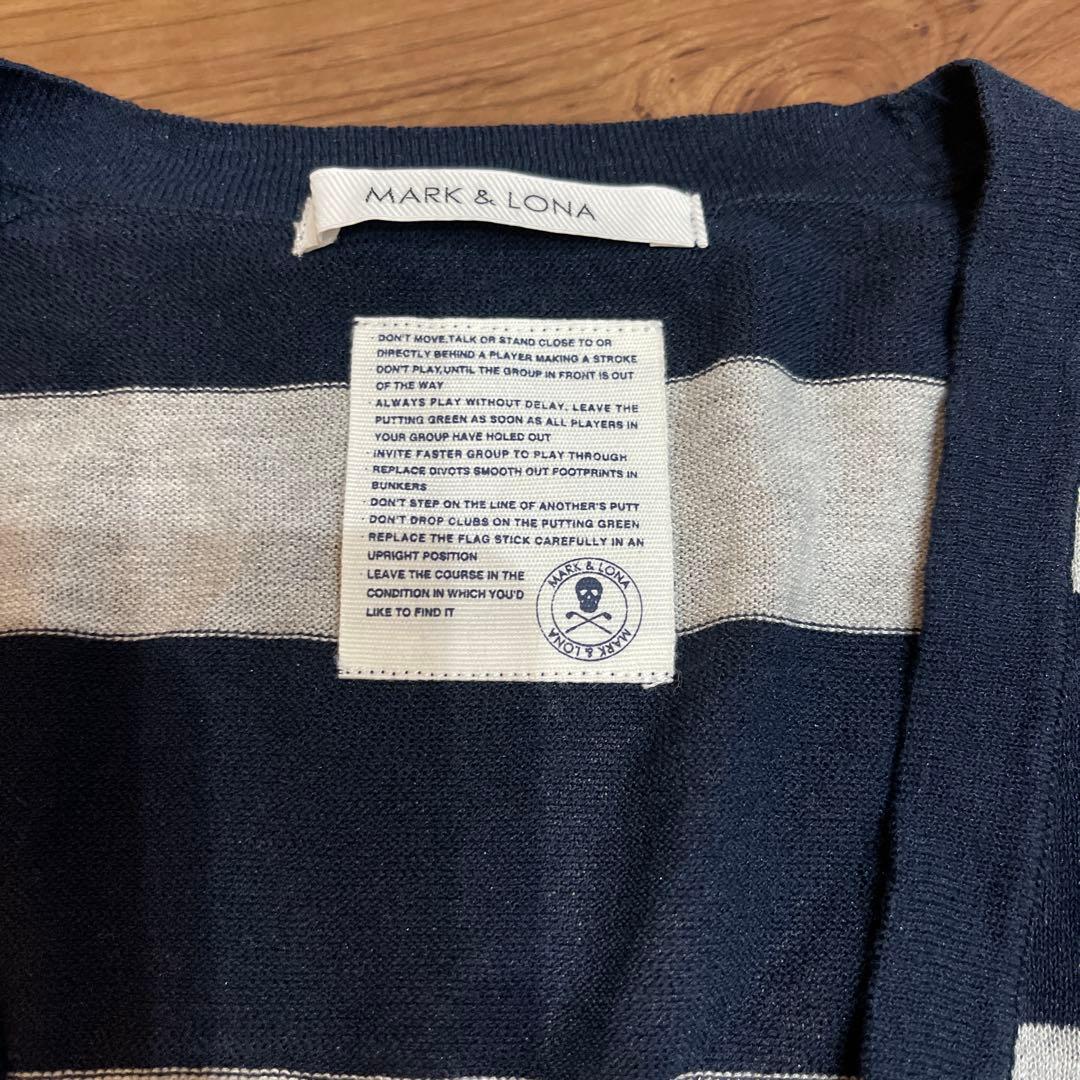 MARK & LONA
· DON'T MOVE,TALK OR STAND CLOSE TO OR
DIRECTLY BEHIND A PLAYER MAKING A STROKE
DON'T PLAY,UNTIL THE GROUP IN FRONT IS OUT
OF THE WAY
· ALWAYS PLAY WITHOUT DELAY. LEAVE THE
PUTTING GREEN AS SOON AS ALL PLAYERS IN
YOUR GROUP HAVE HOLED OUT
· INVITE FASTER GROUP TO PLAY THROUGH
· REPLACE DIVOTS SMOOTH OUT FOOTPRINTS IN
BUNKERS
· DON'T STEP ON THE LINE OF ANOTHER'S PUTT
· DON'T DROP CLUBS ON THE PUTTING GREEN
· REPLACE THE FLAG STICK CAREFULLY IN AN
UPRIGHT POSITION
· LEAVE THE COURSE IN THE
CONDITION IN WHICH YOU'D
LIKE TO FIND IT
MARK & LONA
MARK & LONA